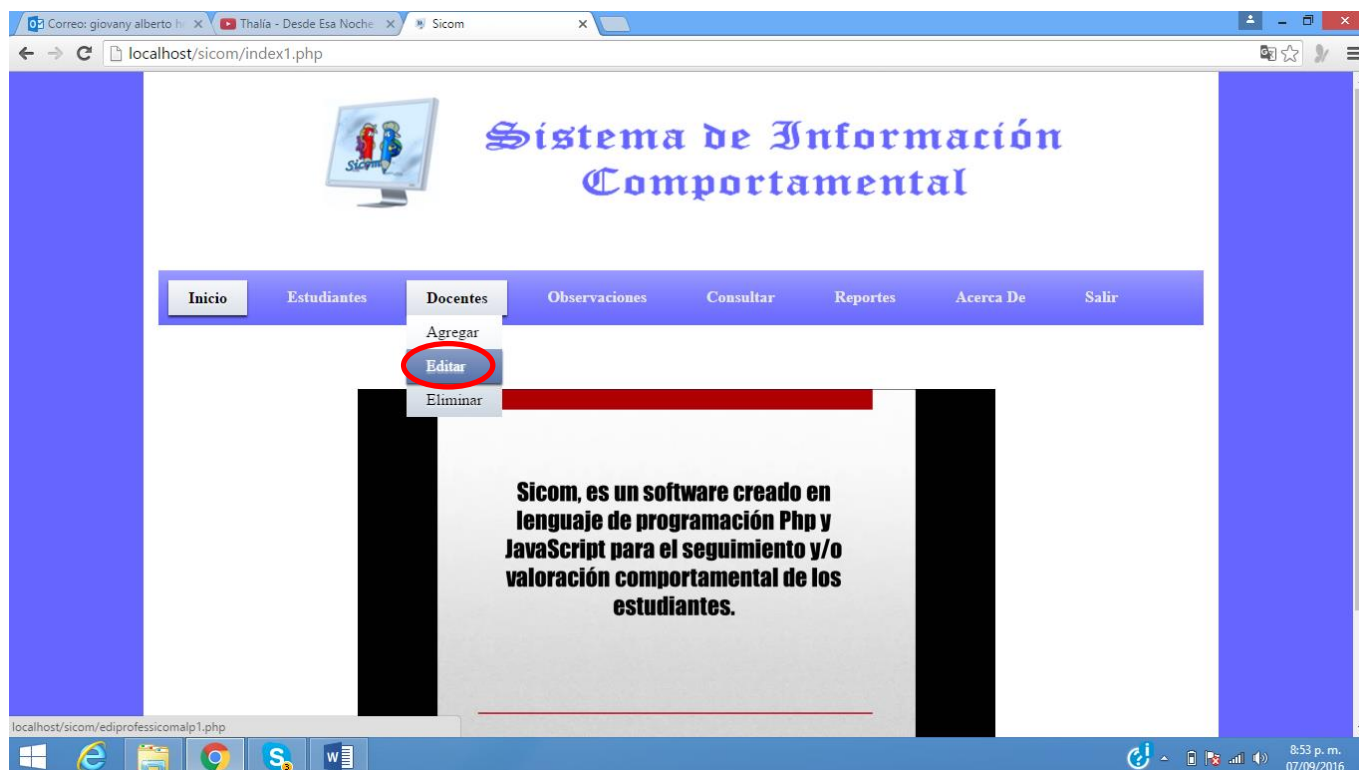 Correo: giovany alberto h
Thalía - Desde Esa Noche
Sicom
localhost/sicom/index1.php
Sicom
Sistema de Información
Comportamental
Inicio
Estudiantes
Docentes
Observaciones
Consultar
Reportes
Acerca De
Salir
Agregar
Editar
Eliminar
Sicom, es un software creado en
lenguaje de programación Php y
JavaScript para el seguimiento y/o
valoración comportamental de los
estudiantes.
localhost/sicom/ediprofessicomalp1.php
8:53 p. m.
07/09/2016